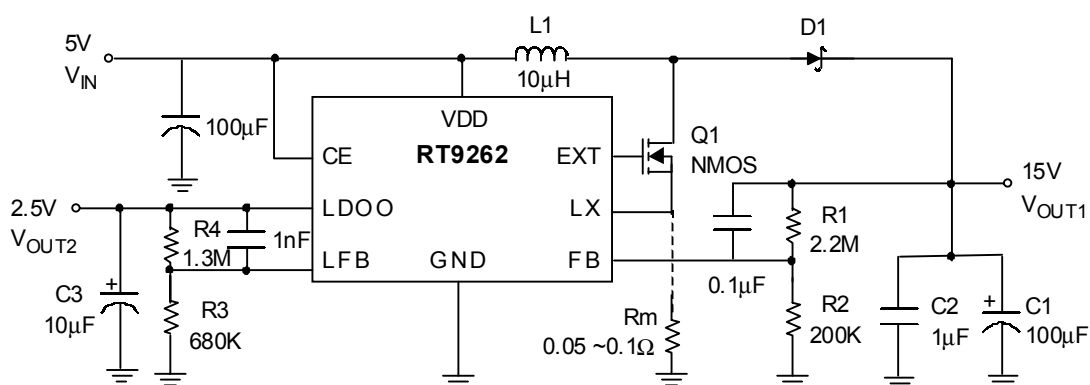 L1
D1
5V
V_IN
10μH
100μF
VDD
RT9262
CE
EXT
Q1
NMOS
LX
LDOO
LFB
GND
FB
2.5V
V_OUT2
R4
1.3M
1nF
C3
+
10μF
R3
680K
0.1μF
R1
2.2M
R2
200K
15V
V_OUT1
Rm
0.05 ~0.1Ω
C2
1μF
+
C1
100μF